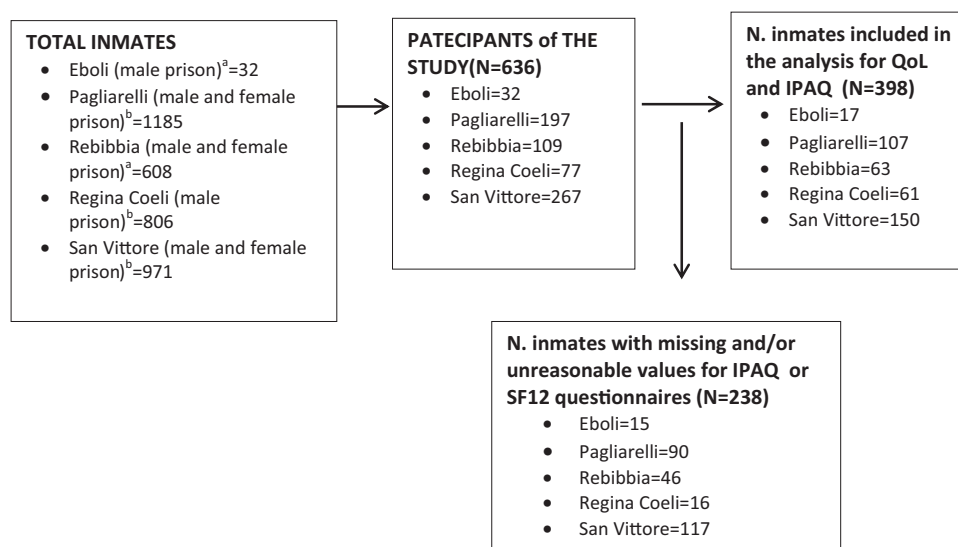 TOTAL INMATES
• Eboli (male prison)a=32
• Pagliarelli (male and female
prison)b=1185
• Rebibbia (male and female
prison)a=608
• Regina Coeli (male
prison)b=806
• San Vittore (male and female
prison)b=971
PATECIPANTS of THE
STUDY(N=636)
• Eboli=32
• Pagliarelli=197
• Rebibbia=109
• Regina Coeli=77
• San Vittore=267
N. inmates included in
the analysis for QoL
and IPAQ (N=398)
• Eboli=17
• Pagliarelli=107
• Rebibbia=63
• Regina Coeli=61
• San Vittore=150
N. inmates with missing and/or
unreasonable values for IPAQ or
SF12 questionnaires (N=238)
• Eboli=15
• Pagliarelli=90
• Rebibbia=46
• Regina Coeli=16
• San Vittore=117